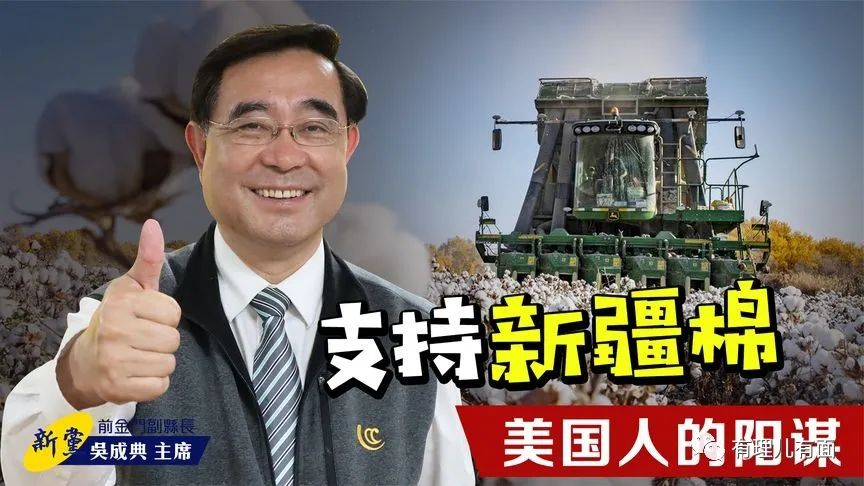 支持新疆棉
新黨
前金門副縣長
吳成典 主席
美国人的阳谋
有理儿有面